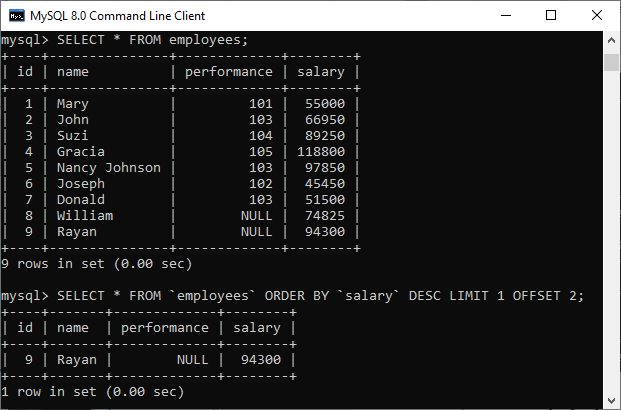 MySQL 8.0 Command Line Client
mysql> SELECT * FROM employees;
+----+---------------+-------------+--------+
| id | name          | performance | salary |
+----+---------------+-------------+--------+
|  1 | Mary          |         101 |  55000 |
|  2 | John          |         103 |  66950 |
|  3 | Suzi          |         104 |  89250 |
|  4 | Gracia        |         105 | 118800 |
|  5 | Nancy Johnson |         103 |  97850 |
|  6 | Joseph        |         102 |  45450 |
|  7 | Donald        |         103 |  51500 |
|  8 | William       |        NULL |  74825 |
|  9 | Rayan         |        NULL |  94300 |
+----+---------------+-------------+--------+
9 rows in set (0.00 sec)
mysql> SELECT * FROM `employees` ORDER BY `salary` DESC LIMIT 1 OFFSET 2;
+----+-------+-------------+--------+
| id | name  | performance | salary |
+----+-------+-------------+--------+
|  9 | Rayan |        NULL |  94300 |
+----+-------+-------------+--------+
1 row in set (0.00 sec)